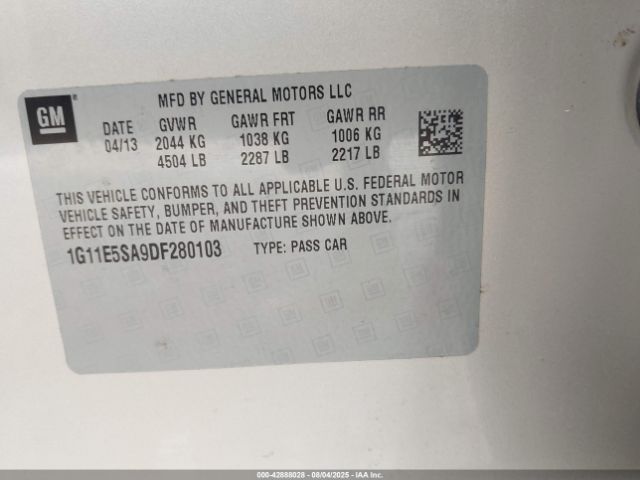 GM
MFD BY GENERAL MOTORS LLC
DATE GVWR GAWR FRT GAWR RR
04/13 2044 KG 1038 KG 1006 KG
4504 LB 2287 LB 2217 LB
THIS VEHICLE CONFORMS TO ALL APPLICABLE U.S. FEDERAL MOTOR
VEHICLE SAFETY, BUMPER, AND THEFT PREVENTION STANDARDS IN
EFFECT ON THE DATE OF MANUFACTURE SHOWN ABOVE.
1G11E5SA9DF280103 TYPE: PASS CAR
000-42888028 - 08/04/2025 - IAA Inc.